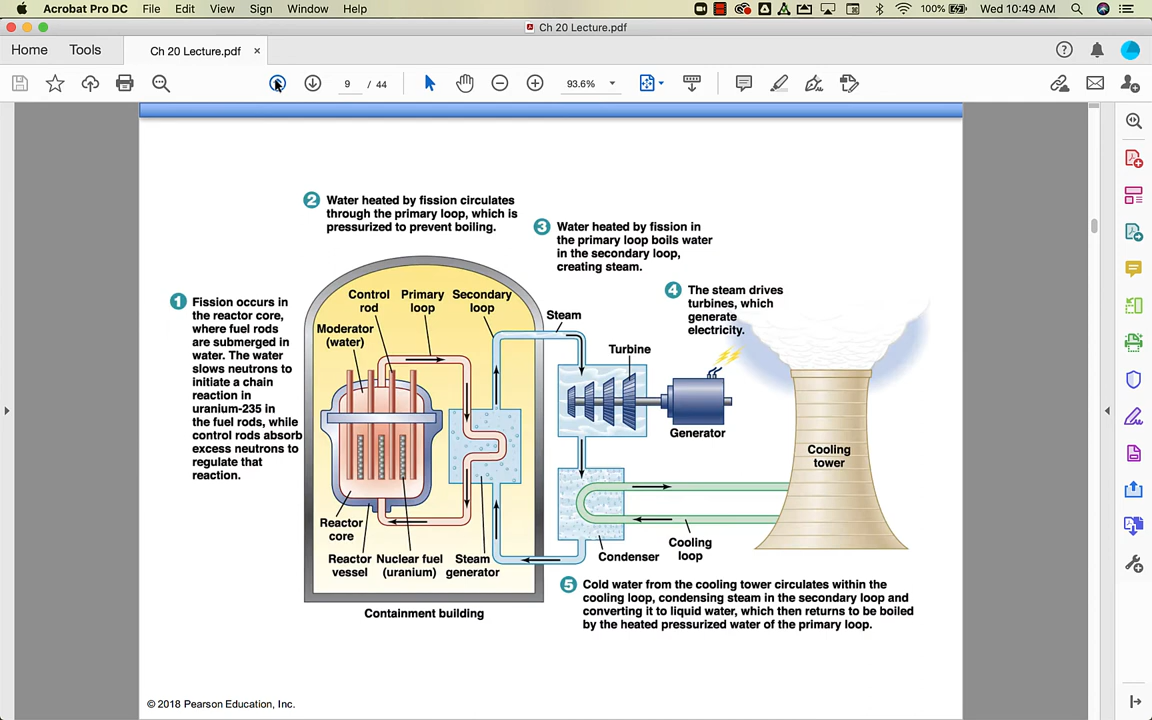 Acrobat Pro DC File Edit View Sign Window Help 100% Wed 10:49 AM
Ch 20 Lecture.pdf
Home Tools Ch 20 Lecture.pdf ×
9 / 44 93.6%
2 Water heated by fission circulates
through the primary loop, which is
pressurized to prevent boiling.
3 Water heated by fission in
the primary loop boils water
in the secondary loop,
creating steam.
4 The steam drives
turbines, which
generate
electricity.
1 Fission occurs in
the reactor core,
where fuel rods
are submerged in
water. The water
slows neutrons to
initiate a chain
reaction in
uranium-235 in
the fuel rods, while
control rods absorb
excess neutrons to
regulate that
reaction.
Control
rod
Primary
loop
Secondary
loop
Moderator
(water)
Steam
Turbine
Generator
Cooling
tower
Reactor
core
Reactor
vessel
Nuclear fuel
(uranium)
Steam
generator
Condenser
Cooling
loop
Containment building
5 Cold water from the cooling tower circulates within the
cooling loop, condensing steam in the secondary loop and
converting it to liquid water, which then returns to be boiled
by the heated pressurized water of the primary loop.
© 2018 Pearson Education, Inc.